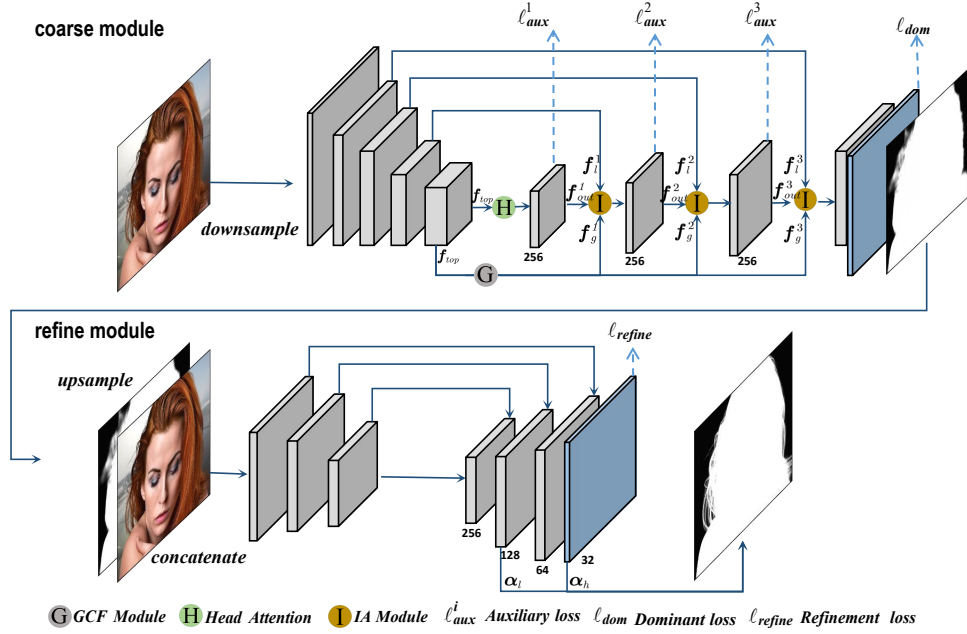 coarse module
ℓ¹aux ℓ²aux ℓ³aux ℓdom
downsample
f_top H f¹out I f²out I f³out I
f¹l f²l f³l
f¹g f²g f³g
256 256 256
f_top G
refine module
ℓrefine
upsample
concatenate
256 128 64 32
αl αh
G GCF Module H Head Attention I IA Module ℓⁱaux Auxiliary loss ℓdom Dominant loss ℓrefine Refinement loss